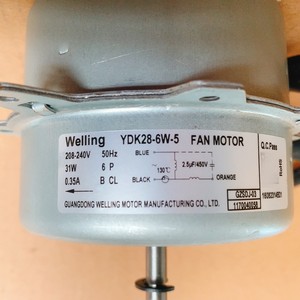 Welling YDK28-6W-5 FAN MOTOR
208-240V 50Hz
31W 6 P
0.35A B CL
BLUE
2.5µF/450V
130℃
BLACK
ORANGE
GUANGDONG WELLING MOTOR MANUFACTURING CO., LTD.
Q.C.Pass
RoHS